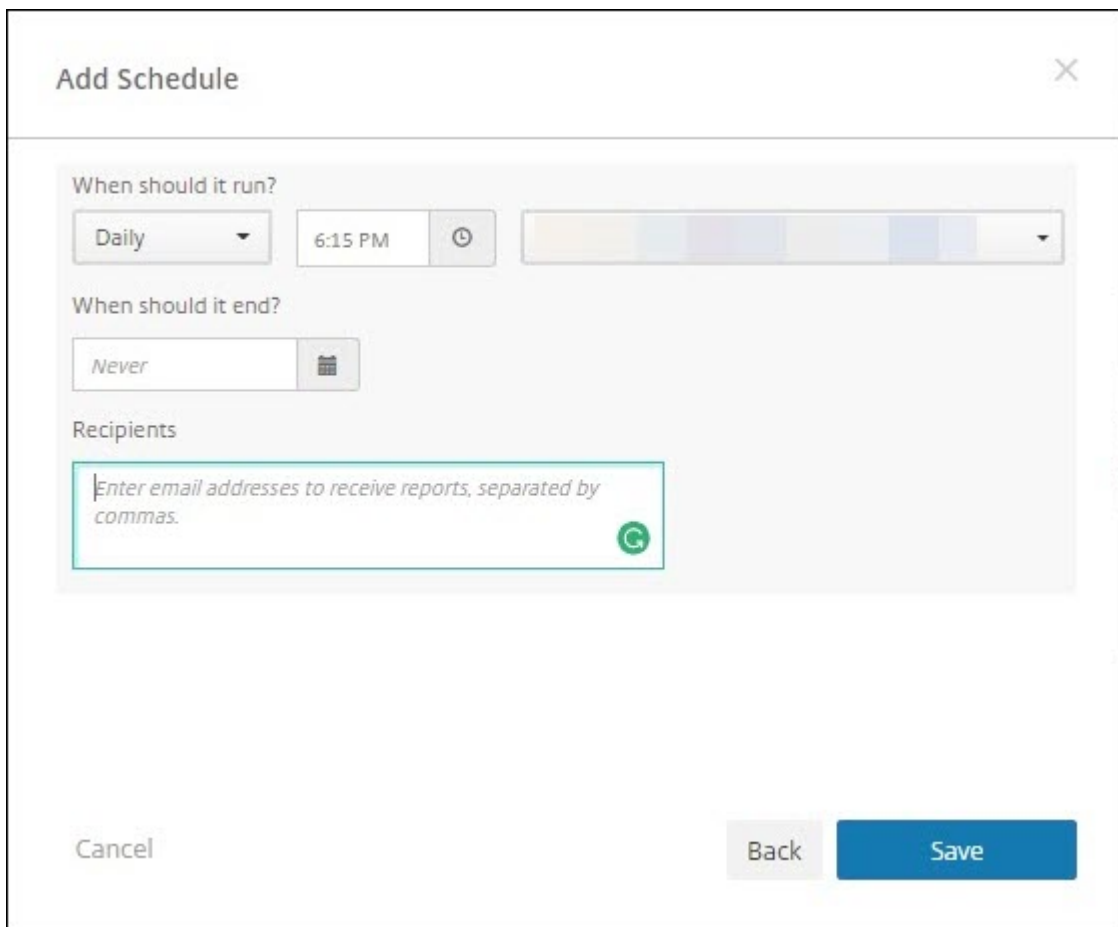 Add Schedule
When should it run?
Daily 6:15 PM
When should it end?
Never
Recipients
Enter email addresses to receive reports, separated by
commas.
Cancel Back Save